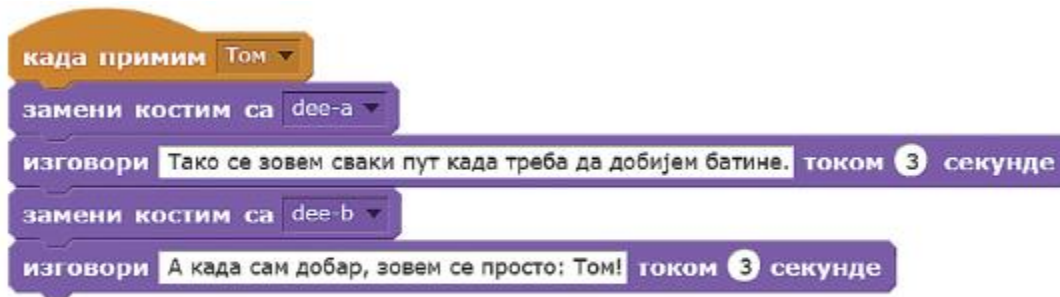 када примим Том
замени костим са dee-a
изговори Тако се зовем сваки пут када треба да добијем батине. током 3 секунде
замени костим са dee-b
изговори А када сам добар, зовем се просто: Том! током 3 секунде